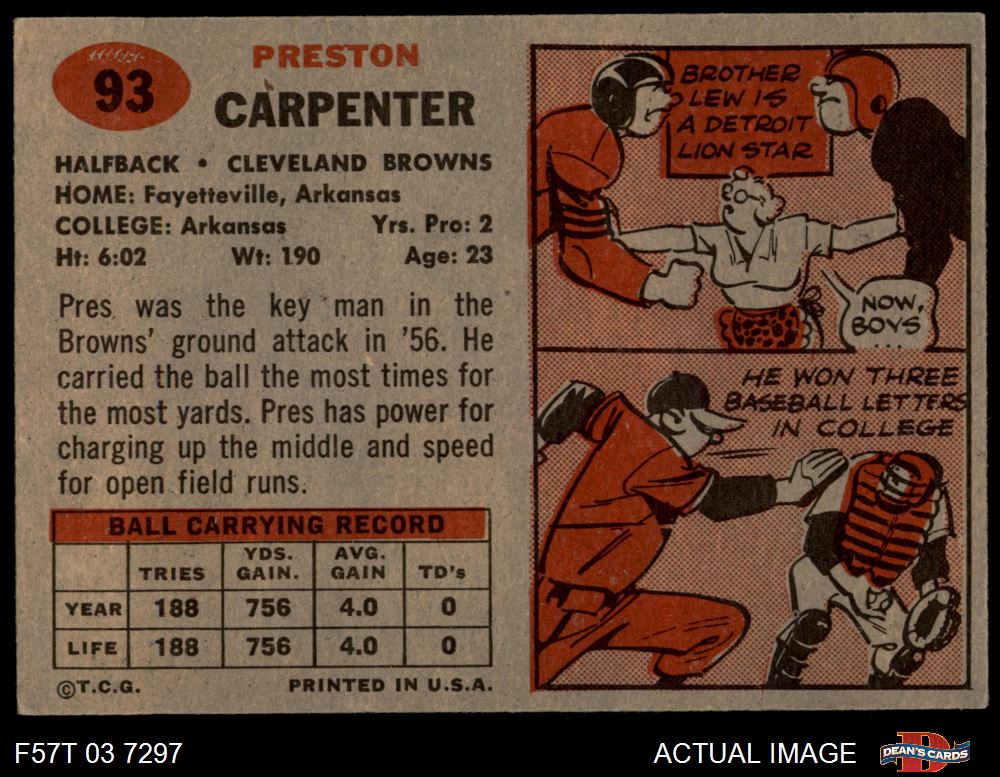 93
PRESTON
CARPENTER
HALFBACK • CLEVELAND BROWNS
HOME: Fayetteville, Arkansas
COLLEGE: Arkansas Yrs. Pro: 2
Ht: 6:02 Wt: 190 Age: 23
Pres was the key man in the
Browns' ground attack in '56. He
carried the ball the most times for
the most yards. Pres has power for
charging up the middle and speed
for open field runs.
BALL CARRYING RECORD
TRIES YDS. GAIN. AVG. GAIN TD's
YEAR 188 756 4.0 0
LIFE 188 756 4.0 0
©T.C.G. PRINTED IN U.S.A.
BROTHER
LEW IS
A DETROIT
LION STAR
NOW,
BOYS
....
HE WON THREE
BASEBALL LETTERS
IN COLLEGE
F57T 03 7297
ACTUAL IMAGE
D
DEAN'S CARDS